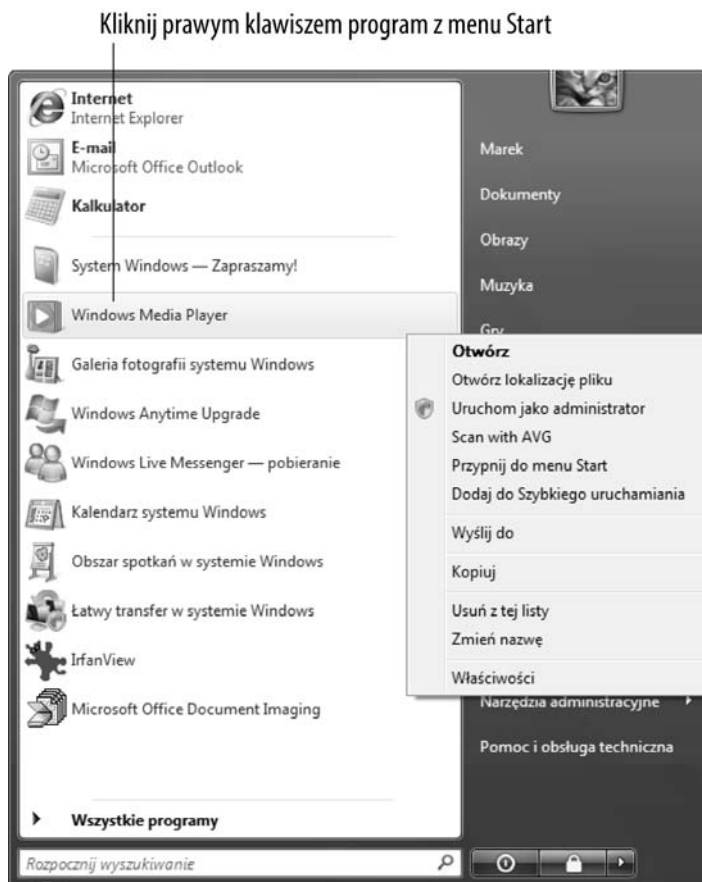 Kliknij prawym klawiszem program z menu Start
Internet
Internet Explorer
E-mail
Microsoft Office Outlook
Kalkulator
System Windows — Zapraszamy!
Windows Media Player
Galeria fotografii systemu Windows
Windows Anytime Upgrade
Windows Live Messenger — pobieranie
Kalendarz systemu Windows
Obszar spotkań w systemie Windows
Łatwy transfer w systemie Windows
IrfanView
Microsoft Office Document Imaging
Wszystkie programy
Rozpocznij wyszukiwanie
Marek
Dokumenty
Obrazy
Muzyka
Gry
Otwórz
Otwórz lokalizację pliku
Uruchom jako administrator
Scan with AVG
Przypnij do menu Start
Dodaj do Szybkiego uruchamiania
Wyślij do
Kopiuj
Usuń z tej listy
Zmień nazwę
Właściwości
Narzędzia administracyjne
Pomoc i obsługa techniczna